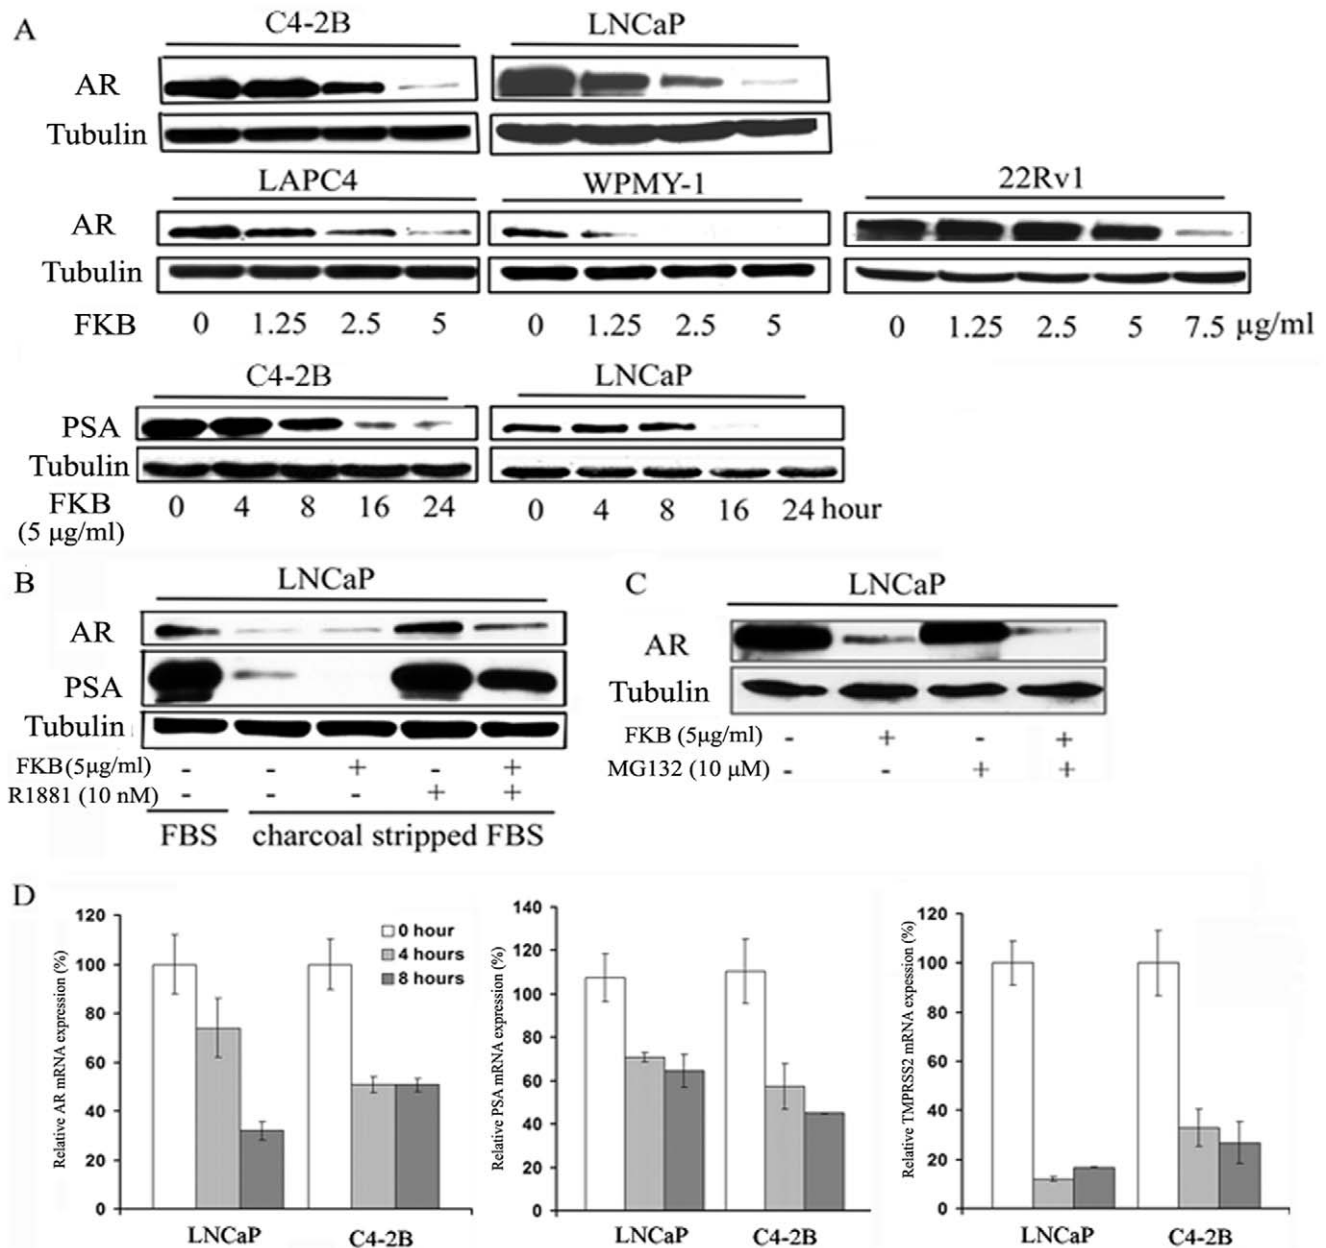 A
C4-2B LNCaP
AR
Tubulin
LAPC4 WPMY-1 22Rv1
AR
Tubulin
FKB 0 1.25 2.5 5 0 1.25 2.5 5 0 1.25 2.5 5 7.5 μg/ml
C4-2B LNCaP
PSA
Tubulin
FKB 0 4 8 16 24 0 4 8 16 24 hour
(5 μg/ml)
B LNCaP
AR
PSA
Tubulin
FKB(5μg/ml) - - + - +
R1881 (10 nM) - - - + +
FBS charcoal stripped FBS
C LNCaP
AR
Tubulin
FKB (5μg/ml) - + - +
MG132 (10 μM) - - + +
D
Relative AR mRNA expression (%)
120
100
80
60
40
20
0
0 hour
4 hours
8 hours
LNCaP C4-2B
Relative PSA mRNA expression (%)
140
120
100
80
60
40
20
0
LNCaP C4-2B
Relative TMPRSS2 mRNA expession (%)
120
100
80
60
40
20
0
LNCaP C4-2B